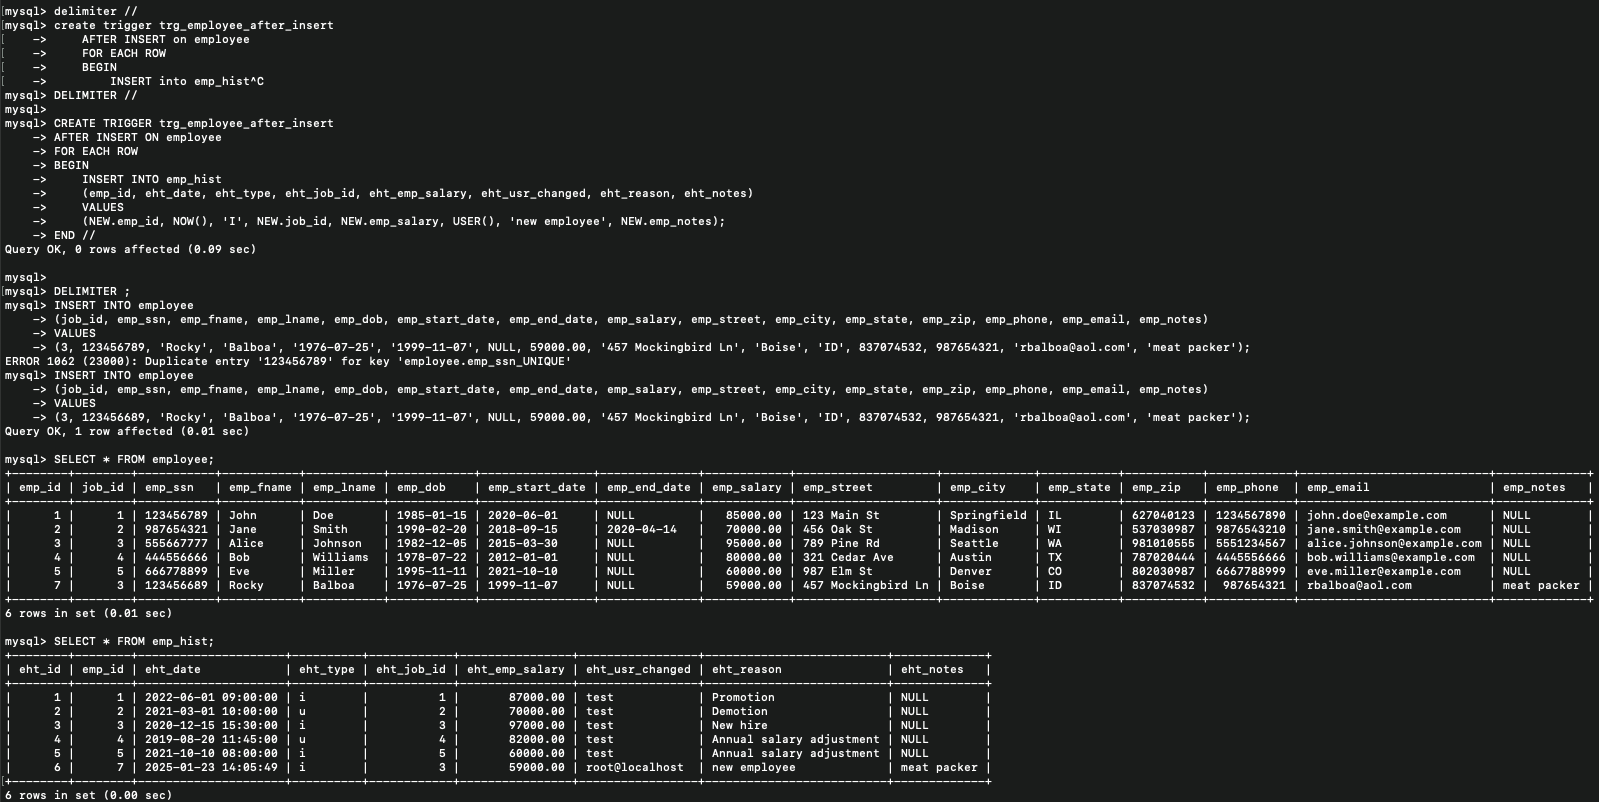 mysql> delimiter //
mysql> create trigger trg_employee_after_insert
    ->     AFTER INSERT on employee
    ->     FOR EACH ROW
    ->     BEGIN
    ->         INSERT into emp_hist^C
mysql> DELIMITER //
mysql>
mysql> CREATE TRIGGER trg_employee_after_insert
    -> AFTER INSERT ON employee
    -> FOR EACH ROW
    -> BEGIN
    ->     INSERT INTO emp_hist
    ->     (emp_id, eht_date, eht_type, eht_job_id, eht_emp_salary, eht_usr_changed, eht_reason, eht_notes)
    ->     VALUES
    ->     (NEW.emp_id, NOW(), 'I', NEW.job_id, NEW.emp_salary, USER(), 'new employee', NEW.emp_notes);
    -> END //
Query OK, 0 rows affected (0.09 sec)
mysql>
mysql> DELIMITER ;
mysql> INSERT INTO employee
    -> (job_id, emp_ssn, emp_fname, emp_lname, emp_dob, emp_start_date, emp_end_date, emp_salary, emp_street, emp_city, emp_state, emp_zip, emp_phone, emp_email, emp_notes)
    -> VALUES
    -> (3, 123456789, 'Rocky', 'Balboa', '1976-07-25', '1999-11-07', NULL, 59000.00, '457 Mockingbird Ln', 'Boise', 'ID', 837074532, 987654321, 'rbalboa@aol.com', 'meat packer');
ERROR 1062 (23000): Duplicate entry '123456789' for key 'employee.emp_ssn_UNIQUE'
mysql> INSERT INTO employee
    -> (job_id, emp_ssn, emp_fname, emp_lname, emp_dob, emp_start_date, emp_end_date, emp_salary, emp_street, emp_city, emp_state, emp_zip, emp_phone, emp_email, emp_notes)
    -> VALUES
    -> (3, 123456689, 'Rocky', 'Balboa', '1976-07-25', '1999-11-07', NULL, 59000.00, '457 Mockingbird Ln', 'Boise', 'ID', 837074532, 987654321, 'rbalboa@aol.com', 'meat packer');
Query OK, 1 row affected (0.01 sec)
mysql> SELECT * FROM employee;
| emp_id | job_id | emp_ssn | emp_fname | emp_lname | emp_dob | emp_start_date | emp_end_date | emp_salary | emp_street | emp_city | emp_state | emp_zip | emp_phone | emp_email | emp_notes |
| 1 | 1 | 123456789 | John | Doe | 1985-01-15 | 2020-06-01 | NULL | 85000.00 | 123 Main St | Springfield | IL | 627040123 | 1234567890 | john.doe@example.com | NULL |
| 2 | 2 | 987654321 | Jane | Smith | 1990-02-20 | 2018-09-15 | 2020-04-14 | 70000.00 | 456 Oak St | Madison | WI | 537030987 | 9876543210 | jane.smith@example.com | NULL |
| 3 | 3 | 555667777 | Alice | Johnson | 1982-12-05 | 2015-03-30 | NULL | 95000.00 | 789 Pine Rd | Seattle | WA | 981010555 | 5551234567 | alice.johnson@example.com | NULL |
| 4 | 4 | 444556666 | Bob | Williams | 1978-07-22 | 2012-01-01 | NULL | 80000.00 | 321 Cedar Ave | Austin | TX | 787020444 | 4445556666 | bob.williams@example.com | NULL |
| 5 | 5 | 666778899 | Eve | Miller | 1995-11-11 | 2021-10-10 | NULL | 60000.00 | 987 Elm St | Denver | CO | 802030987 | 6667788999 | eve.miller@example.com | NULL |
| 7 | 3 | 123456689 | Rocky | Balboa | 1976-07-25 | 1999-11-07 | NULL | 59000.00 | 457 Mockingbird Ln | Boise | ID | 837074532 | 987654321 | rbalboa@aol.com | meat packer |
6 rows in set (0.01 sec)
mysql> SELECT * FROM emp_hist;
| eht_id | emp_id | eht_date | eht_type | eht_job_id | eht_emp_salary | eht_usr_changed | eht_reason | eht_notes |
| 1 | 1 | 2022-06-01 09:00:00 | i | 1 | 87000.00 | test | Promotion | NULL |
| 2 | 2 | 2021-03-01 10:00:00 | u | 2 | 70000.00 | test | Demotion | NULL |
| 3 | 3 | 2020-12-15 15:30:00 | i | 3 | 97000.00 | test | New hire | NULL |
| 4 | 4 | 2019-08-20 11:45:00 | u | 4 | 82000.00 | test | Annual salary adjustment | NULL |
| 5 | 5 | 2021-10-10 08:00:00 | i | 5 | 60000.00 | test | Annual salary adjustment | NULL |
| 6 | 7 | 2025-01-23 14:05:49 | i | 3 | 59000.00 | root@localhost | new employee | meat packer |
6 rows in set (0.00 sec)